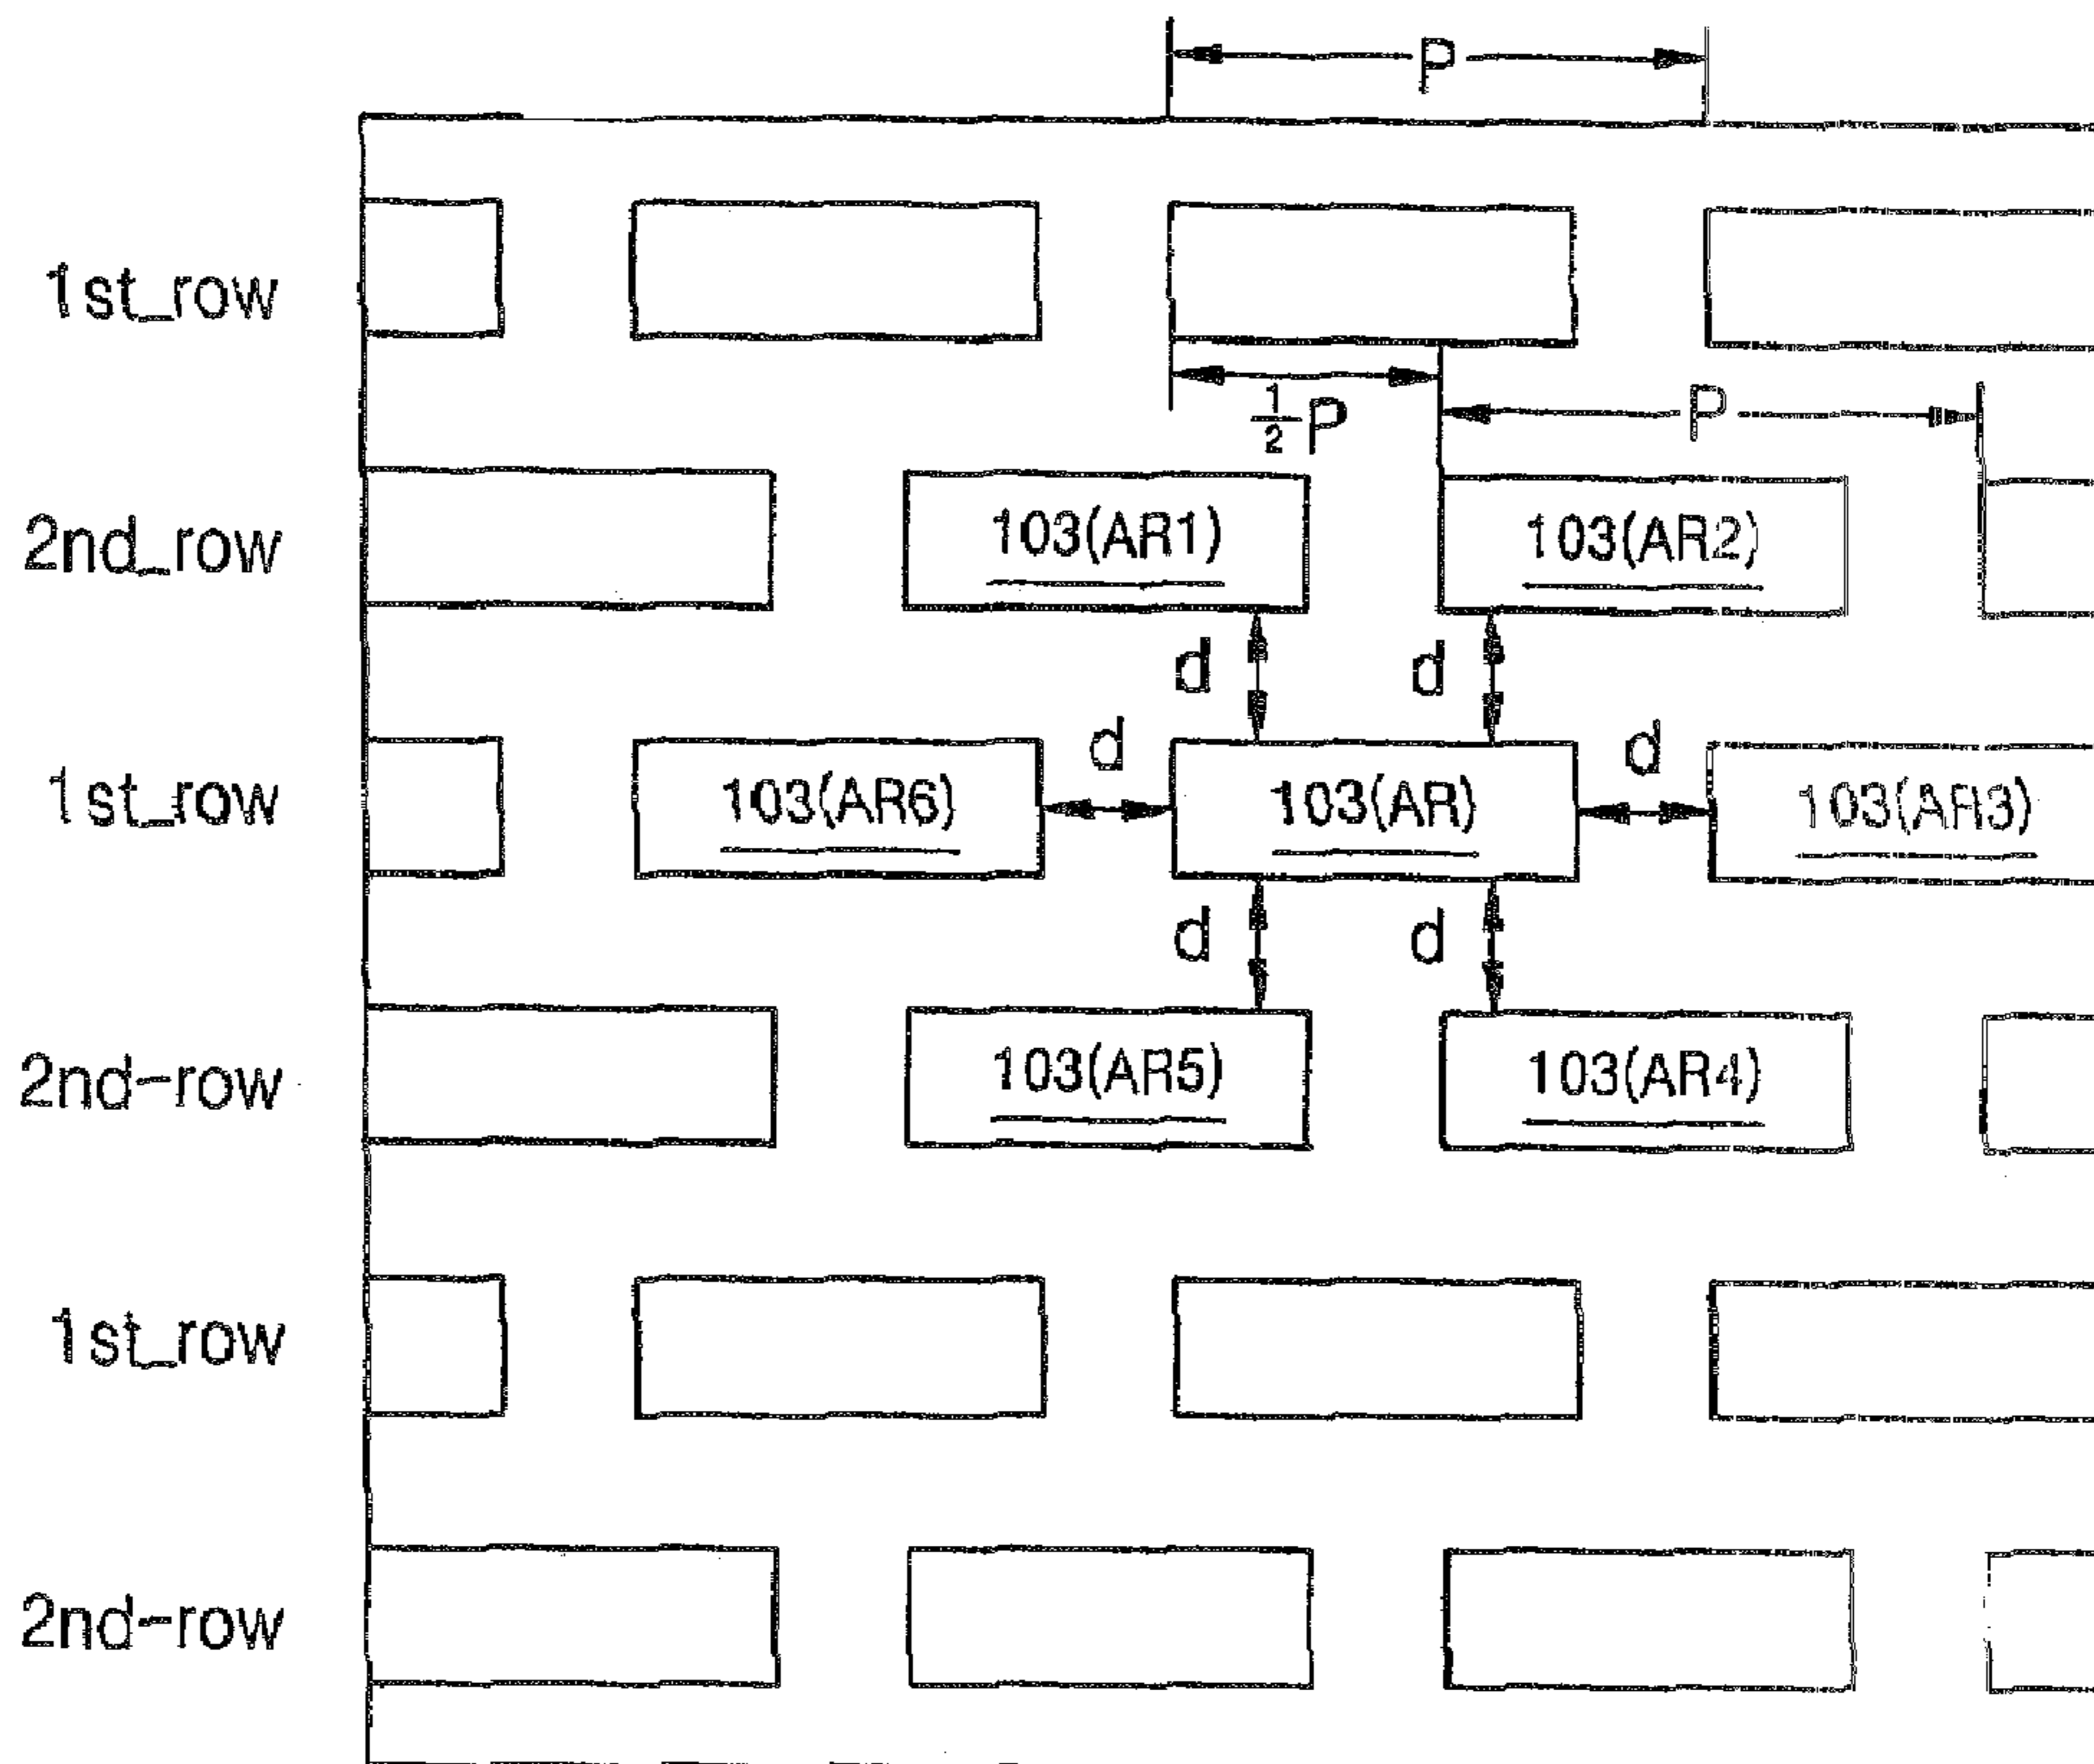 P
1st_row
1/2 P
P
2nd_row 103(AR1) 103(AR2)
d d
1st_row 103(AR6) d 103(AR) d 103(AR3)
d d
2nd-row 103(AR5) 103(AR4)
1st_row
2nd-row